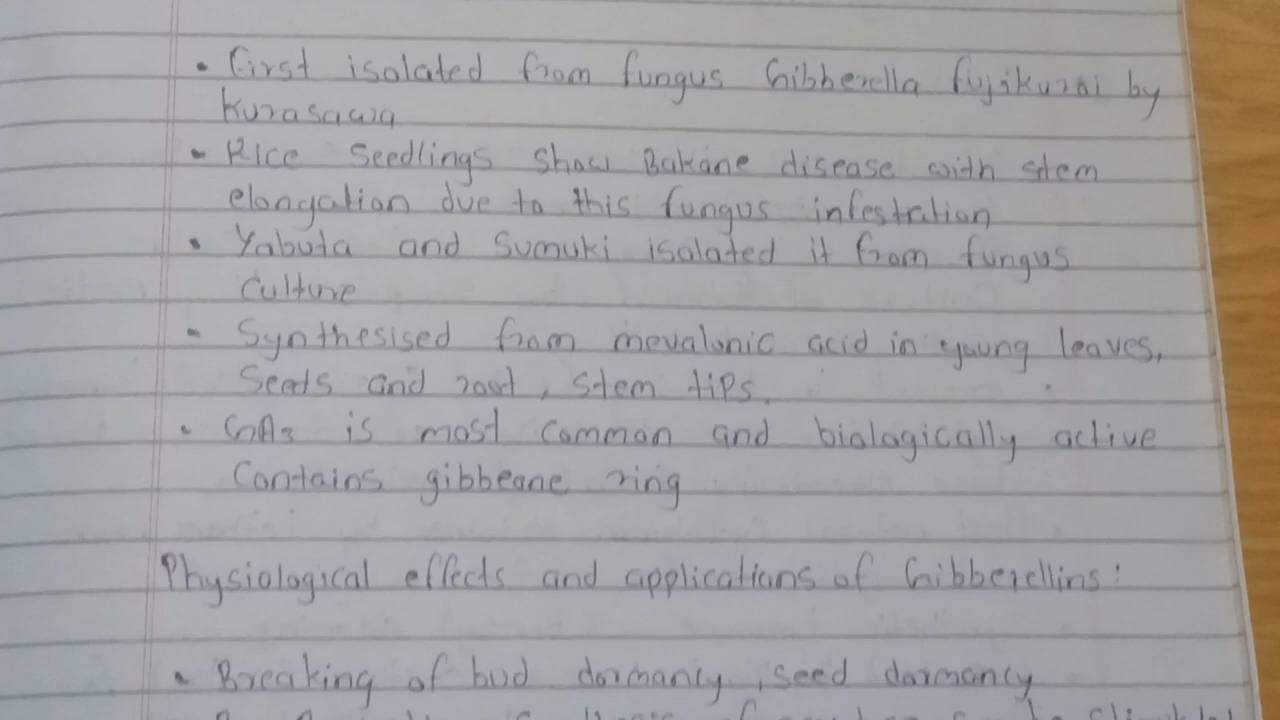 • First isolated from fungus Gibberella fujikuroi by
Kurasawa
• Rice seedlings show Bakane disease with stem
elongation due to this fungus infestration
• Yabuta and Sumuki isolated it from fungus
culture
• Synthesised from mevalonic acid in young leaves,
Seeds and root, stem tips.
• GA₃ is most common and biologically active
Contains gibbeane ring
Physiological effects and applications of Gibberellins:
• Breaking of bud dormancy, seed dormancy